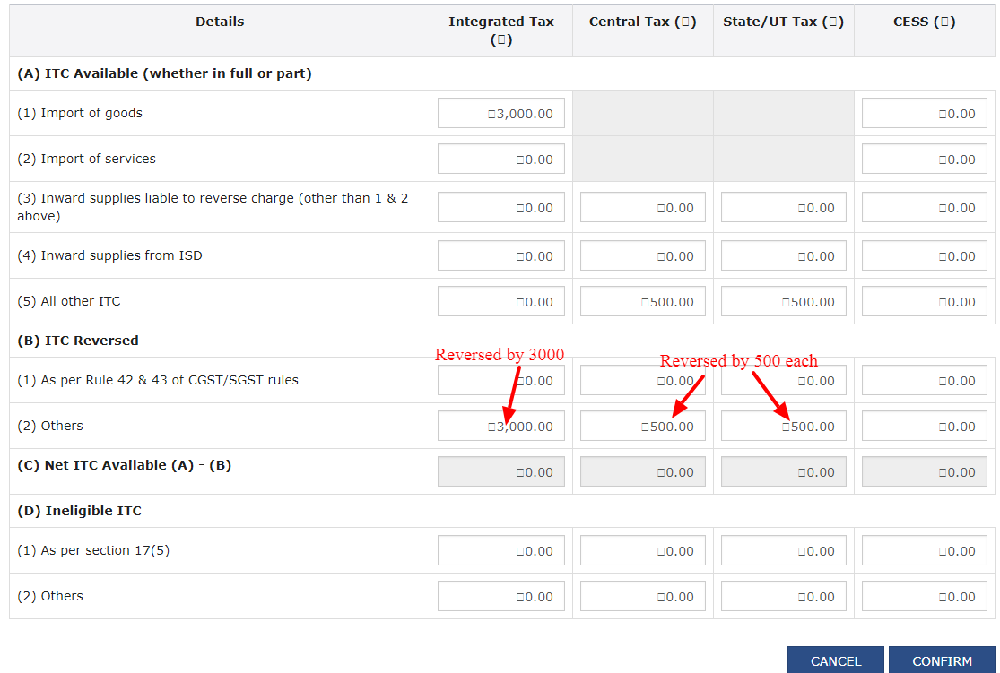 Details Integrated Tax (₹) Central Tax (₹) State/UT Tax (₹) CESS (₹)
(A) ITC Available (whether in full or part)
(1) Import of goods ▯3,000.00 ▯0.00
(2) Import of services ▯0.00 ▯0.00
(3) Inward supplies liable to reverse charge (other than 1 & 2
above) ▯0.00 ▯0.00 ▯0.00 ▯0.00
(4) Inward supplies from ISD ▯0.00 ▯0.00 ▯0.00 ▯0.00
(5) All other ITC ▯0.00 ▯500.00 ▯500.00 ▯0.00
(B) ITC Reversed
Reversed by 3000 Reversed by 500 each
(1) As per Rule 42 & 43 of CGST/SGST rules ▯0.00 ▯0.00 ▯0.00 ▯0.00
(2) Others ▯3,000.00 ▯500.00 ▯500.00 ▯0.00
(C) Net ITC Available (A) - (B) ▯0.00 ▯0.00 ▯0.00 ▯0.00
(D) Ineligible ITC
(1) As per section 17(5) ▯0.00 ▯0.00 ▯0.00 ▯0.00
(2) Others ▯0.00 ▯0.00 ▯0.00 ▯0.00
CANCEL CONFIRM